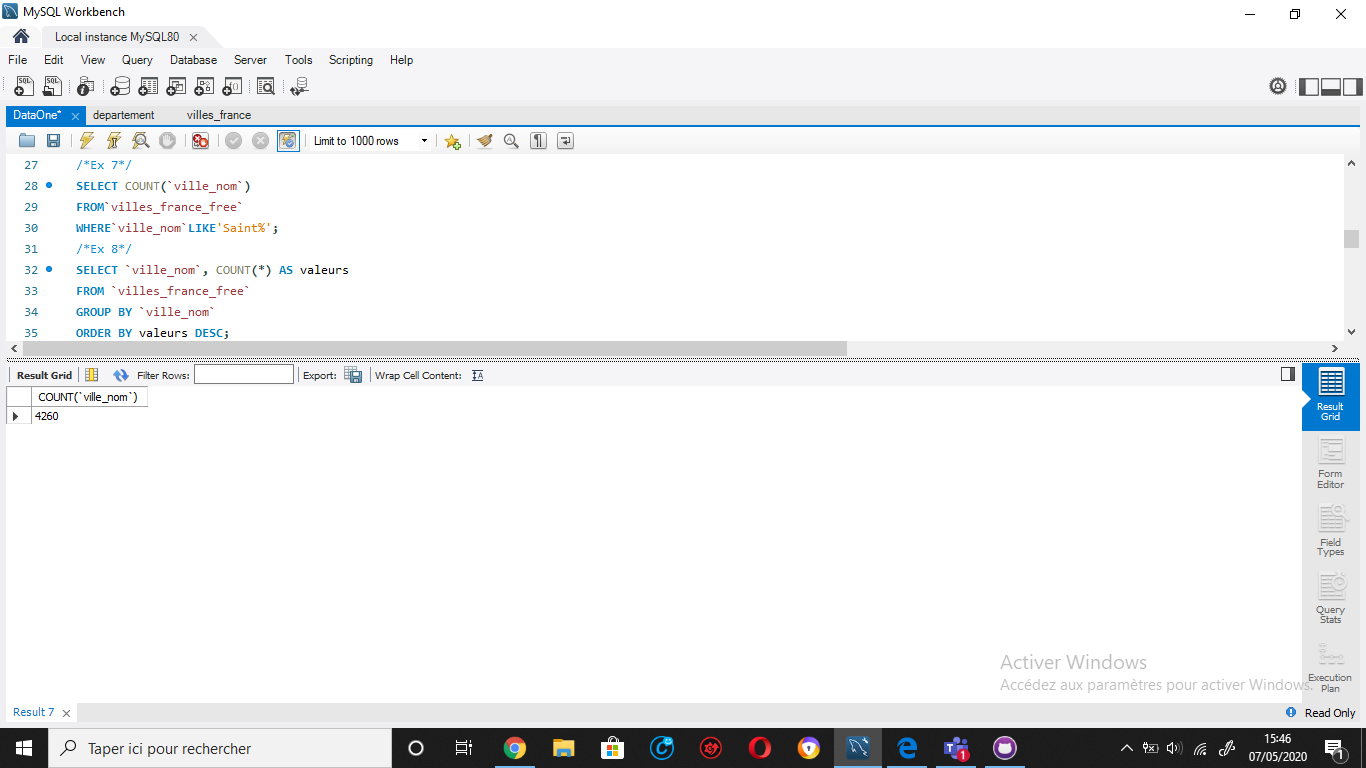 MySQL Workbench
Local instance MySQL80
File Edit View Query Database Server Tools Scripting Help
DataOne* departement villes_france
Limit to 1000 rows
27 /*Ex 7*/
28 SELECT COUNT(`ville_nom`)
29 FROM`villes_france_free`
30 WHERE`ville_nom`LIKE'Saint%';
31 /*Ex 8*/
32 SELECT `ville_nom`, COUNT(*) AS valeurs
33 FROM `villes_france_free`
34 GROUP BY `ville_nom`
35 ORDER BY valeurs DESC;
Result Grid Filter Rows: Export: Wrap Cell Content:
COUNT(`ville_nom`)
4260
Result
Grid
Form
Editor
Field
Types
Query
Stats
Execution
Plan
Activer Windows
Accédez aux paramètres pour activer Windows.
Result 7
Read Only
Taper ici pour rechercher
15:46
07/05/2020